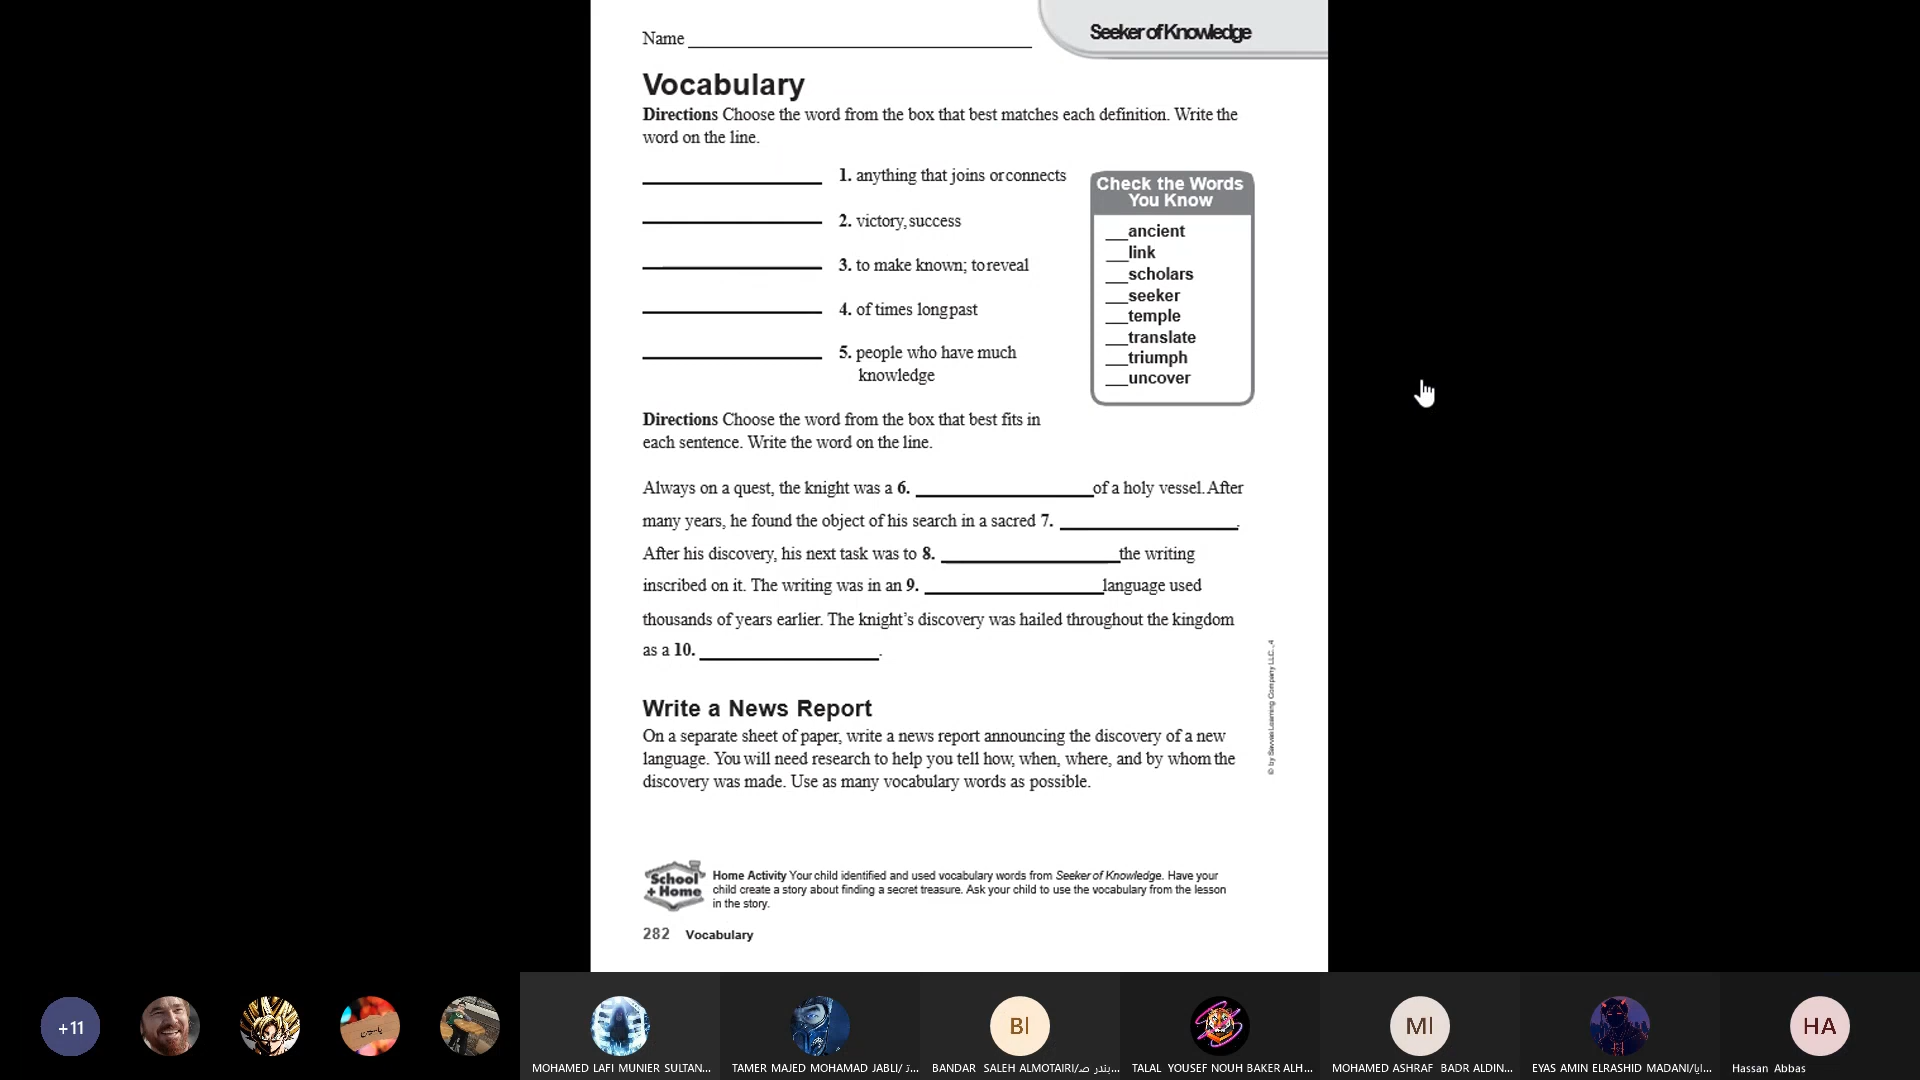 Name
Seeker of Knowledge
Vocabulary
Directions Choose the word from the box that best matches each definition. Write the
word on the line.
1. anything that joins or connects
2. victory, success
3. to make known; to reveal
4. of times long past
5. people who have much
knowledge
Check the Words
You Know
ancient
link
scholars
seeker
temple
translate
triumph
uncover
Directions Choose the word from the box that best fits in
each sentence. Write the word on the line.
Always on a quest, the knight was a 6. of a holy vessel. After
many years, he found the object of his search in a sacred 7. .
After his discovery, his next task was to 8. the writing
inscribed on it. The writing was in an 9. language used
thousands of years earlier. The knight's discovery was hailed throughout the kingdom
as a 10. .
Write a News Report
On a separate sheet of paper, write a news report announcing the discovery of a new
language. You will need research to help you tell how, when, where, and by whom the
discovery was made. Use as many vocabulary words as possible.
© by Savvas Learning Company LLC. 4
School
+ Home
Home Activity Your child identified and used vocabulary words from Seeker of Knowledge. Have your
child create a story about finding a secret treasure. Ask your child to use the vocabulary from the lesson
in the story.
282 Vocabulary
+11
BI
MI
HA
MOHAMED LAFI MUNIER SULTAN...
TAMER MAJED MOHAMAD JABLI/ ت...
BANDAR SALEH ALMOTAIRI/بندر صـ...
TALAL YOUSEF NOUH BAKER ALH...
MOHAMED ASHRAF BADR ALDIN...
EYAS AMIN ELRASHID MADANI/ايا...
Hassan Abbas